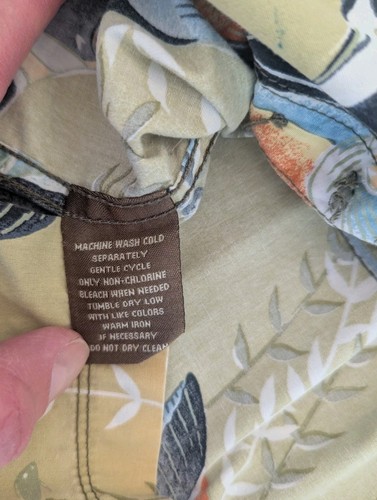 MACHINE WASH COLD
SEPARATELY
GENTLE CYCLE
ONLY NON-CHLORINE
BLEACH WHEN NEEDED
TUMBLE DRY LOW
WITH LIKE COLORS
WARM IRON
IF NECESSARY
DO NOT DRY CLEAN